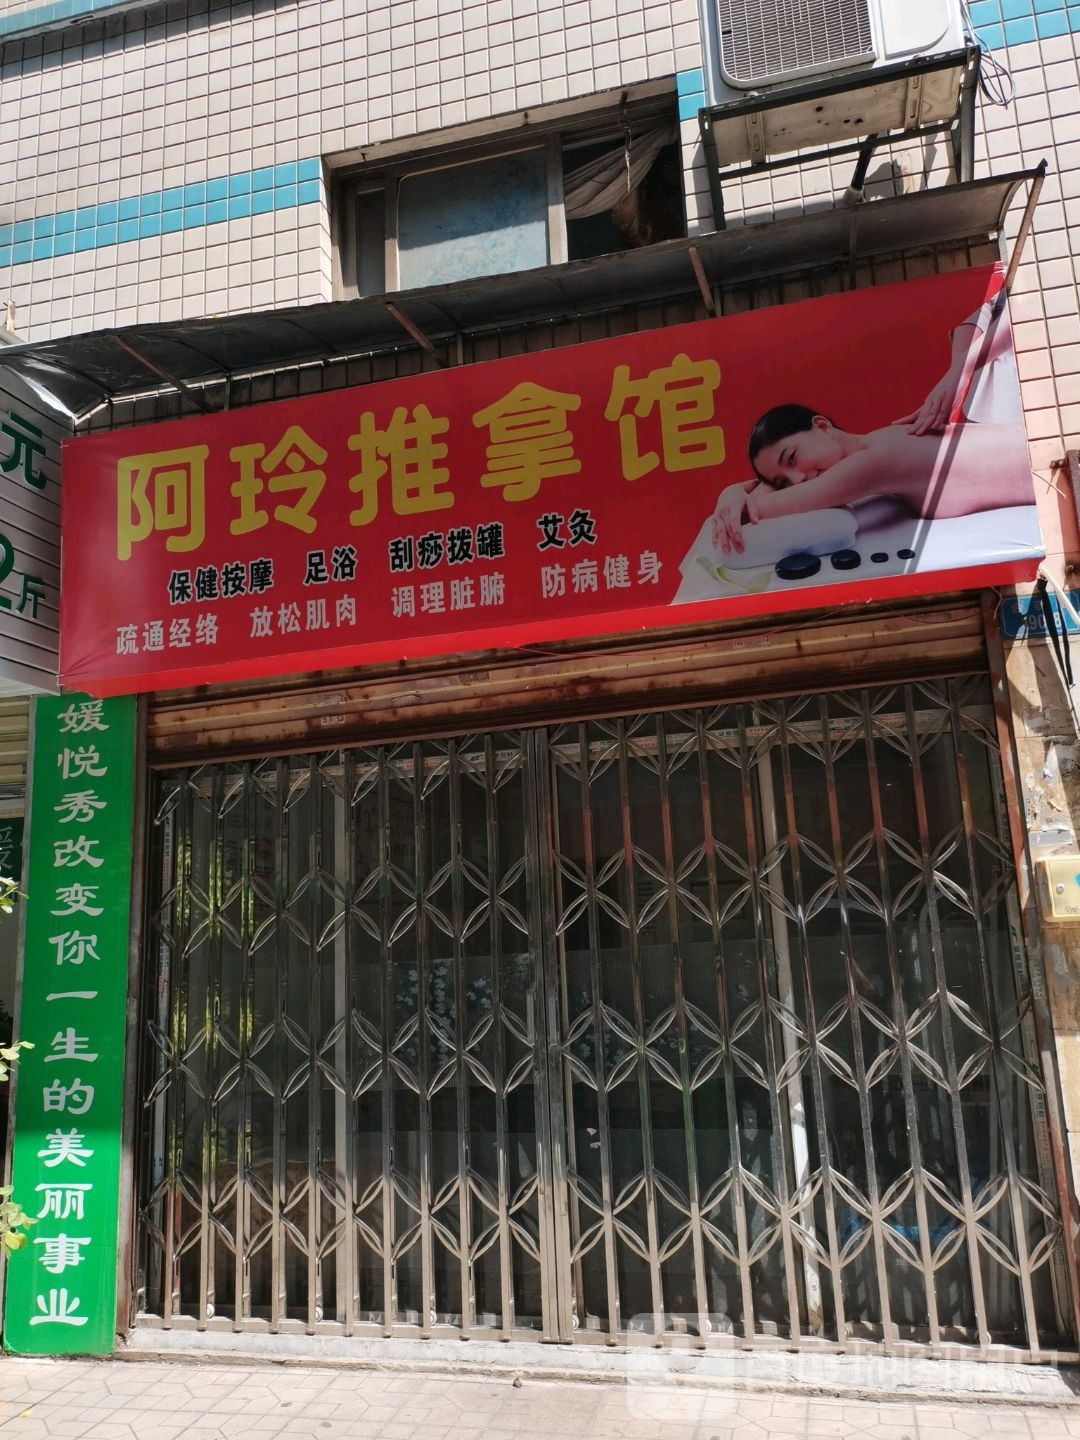 阿玲推拿馆
保健按摩 足浴 刮痧拨罐 艾灸
疏通经络 放松肌肉 调理脏腑 防病健身
元
2斤
媛悦秀改变你一生的美丽事业